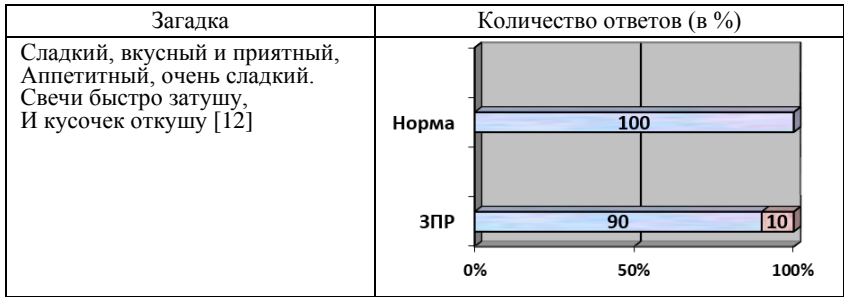 Загадка
Количество ответов (в %)
Сладкий, вкусный и приятный,
Аппетитный, очень сладкий.
Свечи быстро затушу,
И кусочек откушу [12]
Норма
100
ЗПР
90
10
0%
50%
100%